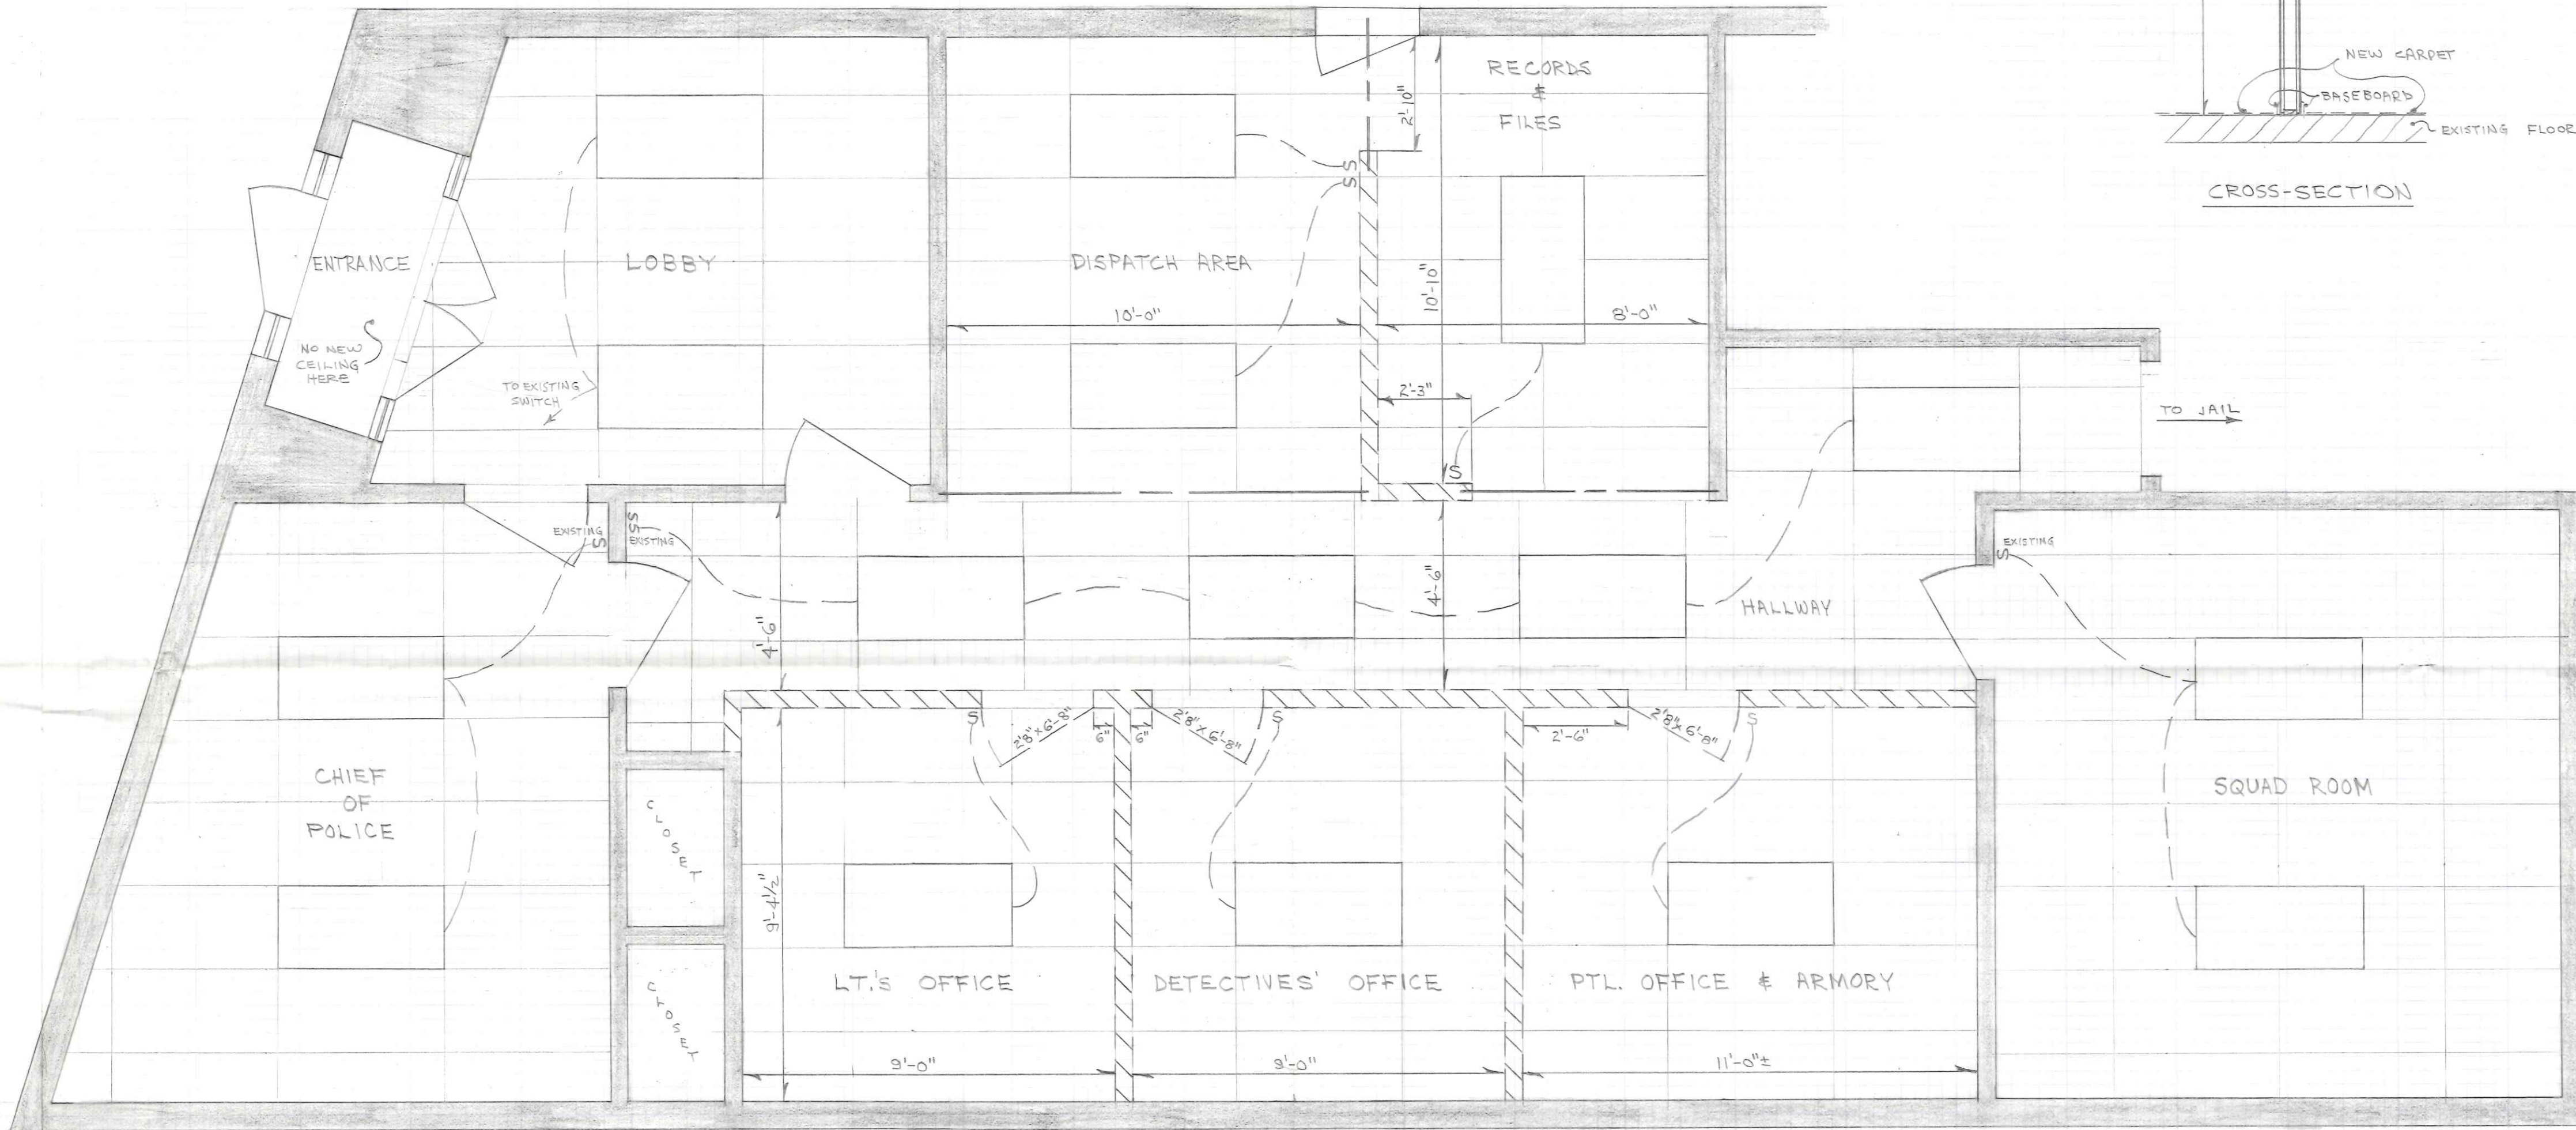 RECORDS
&
FILES
2'-10"
NEW CARPET
BASEBOARD
EXISTING FLOOR
CROSS-SECTION
ENTRANCE
LOBBY
DISPATCH AREA
10'-10"
10'-0"
8'-0"
NO NEW
CEILING
HERE
TO EXISTING
SWITCH
2'-3"
TO JAIL
S
S
S
EXISTING
S
S
S
EXISTING
S
EXISTING
4'-6"
4'-6"
HALLWAY
S
2'8" x 6'-8"
6"
6"
2'8" x 6'-8"
S
2'-6"
2'8" x 6'-8"
S
CHIEF
OF
POLICE
CLOSET
SQUAD ROOM
9'-4 1/2"
CLOSET
LT.'S OFFICE
DETECTIVES' OFFICE
PTL. OFFICE & ARMORY
9'-0"
9'-0"
11'-0"±